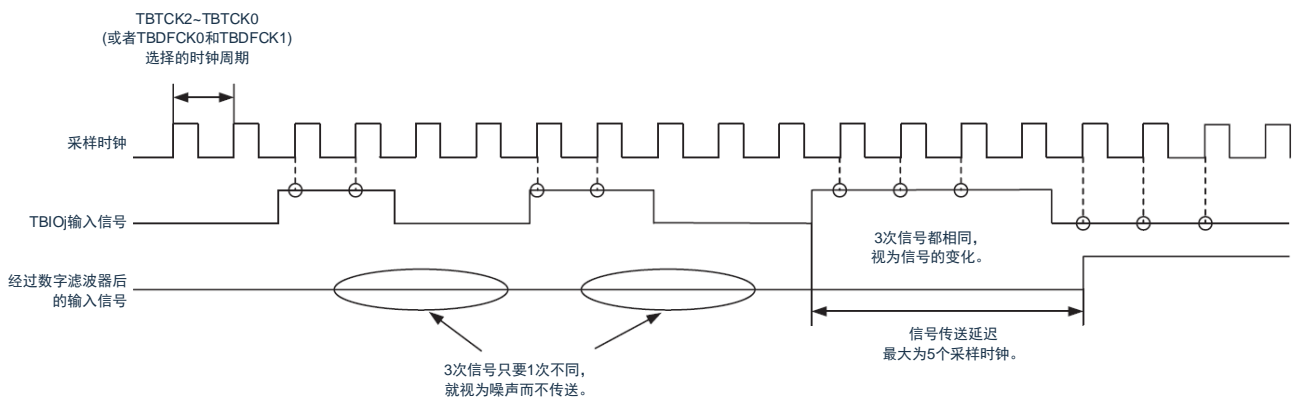 TBTCK2~TBTCK0
(或者TBDFCK0和TBDFCK1)
选择的时钟周期
采样时钟
TBIOj输入信号
3次信号都相同，
视为信号的变化。
经过数字滤波器后
的输入信号
信号传送延迟
最大为5个采样时钟。
3次信号只要1次不同，
就视为噪声而不传送。